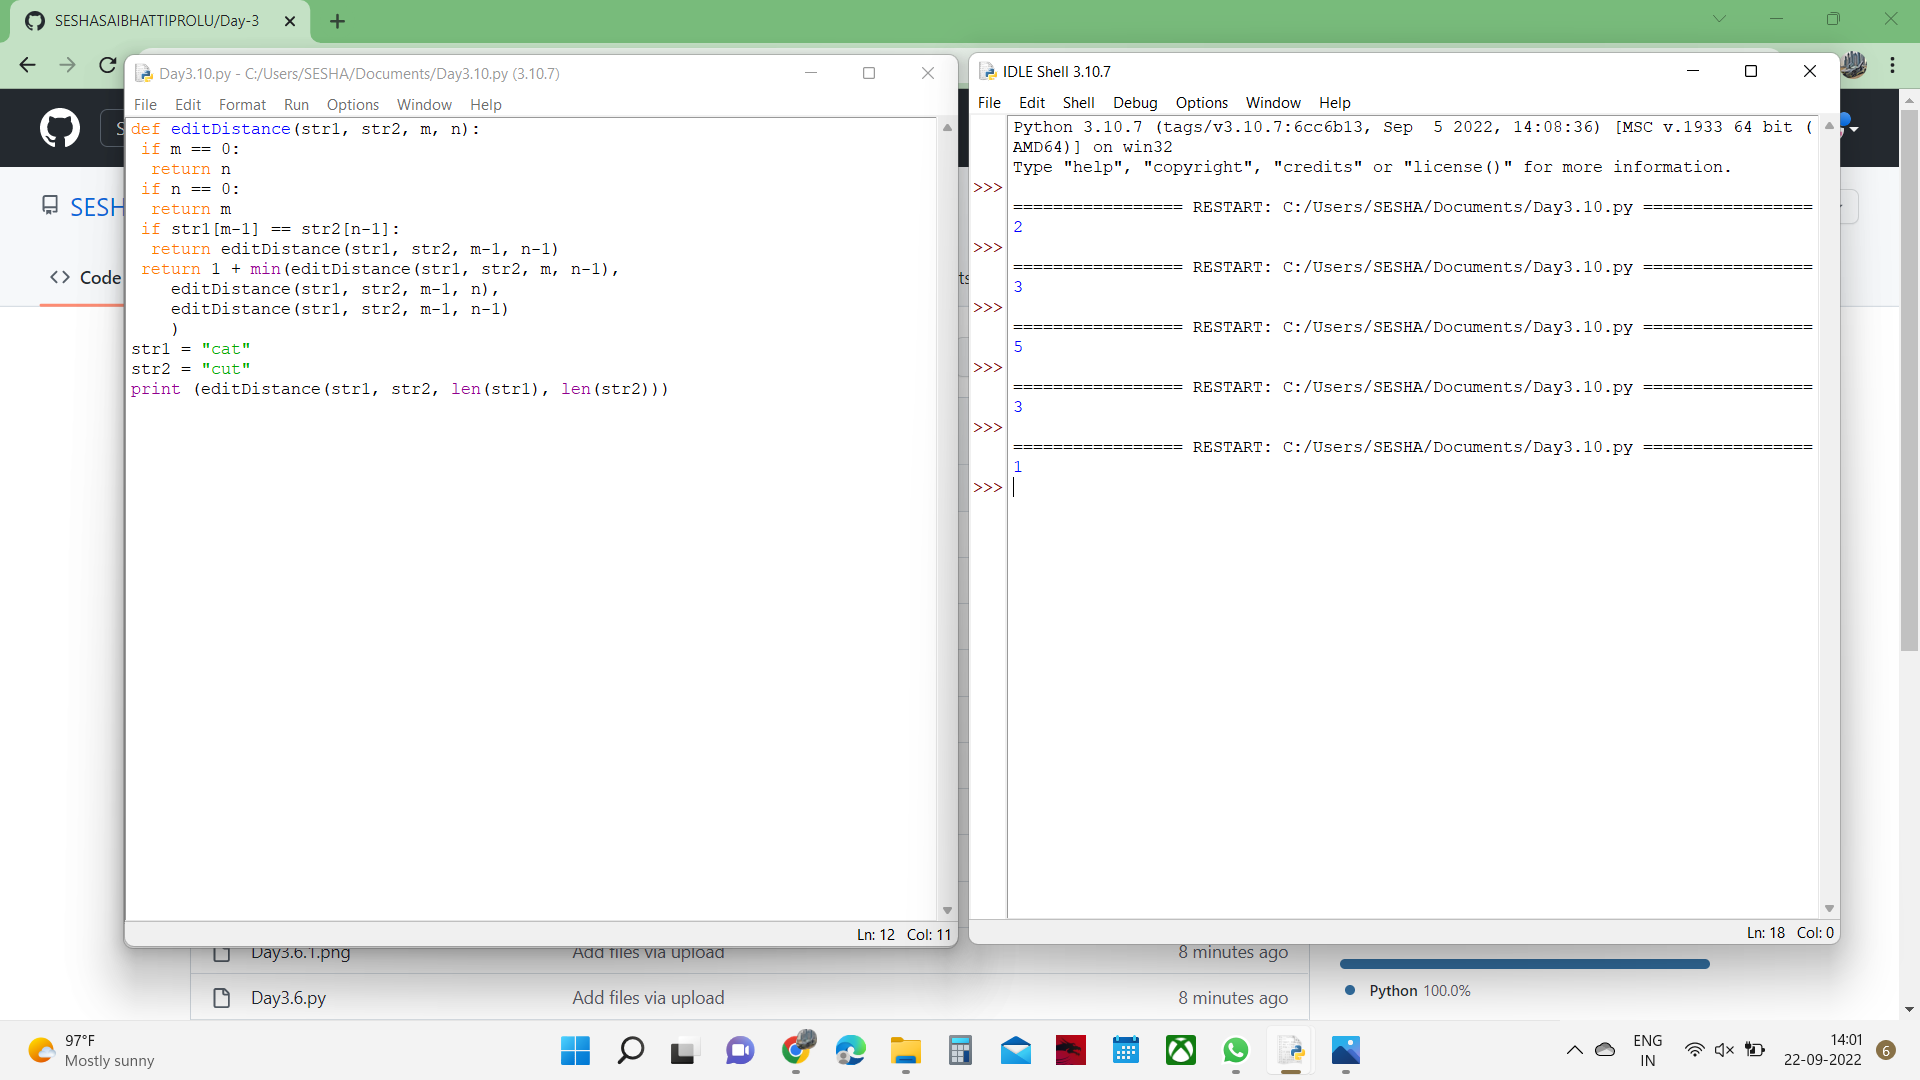 SESHASAIBHATTIPROLU/Day-3
Day3.10.py - C:/Users/SESHA/Documents/Day3.10.py (3.10.7)
File Edit Format Run Options Window Help
def editDistance(str1, str2, m, n):
 if m == 0:
  return n
 if n == 0:
  return m
 if str1[m-1] == str2[n-1]:
  return editDistance(str1, str2, m-1, n-1)
 return 1 + min(editDistance(str1, str2, m, n-1),
    editDistance(str1, str2, m-1, n),
    editDistance(str1, str2, m-1, n-1)
    )
str1 = "cat"
str2 = "cut"
print (editDistance(str1, str2, len(str1), len(str2)))
Ln: 12 Col: 11
IDLE Shell 3.10.7
File Edit Shell Debug Options Window Help
Python 3.10.7 (tags/v3.10.7:6cc6b13, Sep  5 2022, 14:08:36) [MSC v.1933 64 bit (
AMD64)] on win32
Type "help", "copyright", "credits" or "license()" for more information.
>>>
================= RESTART: C:/Users/SESHA/Documents/Day3.10.py =================
2
>>>
================= RESTART: C:/Users/SESHA/Documents/Day3.10.py =================
3
>>>
================= RESTART: C:/Users/SESHA/Documents/Day3.10.py =================
5
>>>
================= RESTART: C:/Users/SESHA/Documents/Day3.10.py =================
3
>>>
================= RESTART: C:/Users/SESHA/Documents/Day3.10.py =================
1
>>>
Ln: 18 Col: 0
SESH
<> Code
Day3.6.1.png Add files via upload 8 minutes ago
Day3.6.py Add files via upload 8 minutes ago
Python 100.0%
97°F
Mostly sunny
ENG
IN
14:01
22-09-2022
6